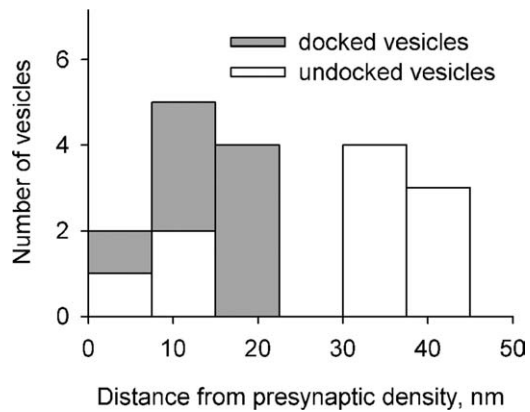 docked vesicles
undocked vesicles
Number of vesicles
6
4
2
0
0 10 20 30 40 50
Distance from presynaptic density, nm